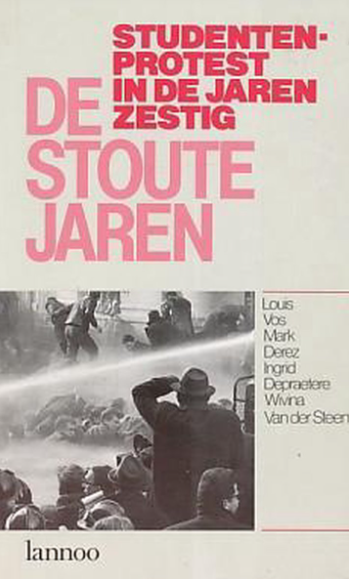 STUDENTEN-
PROTEST
IN DE JAREN
ZESTIG
DE
STOUTE
JAREN
Louis
Vos
Mark
Derez
Ingrid
Depraetere
Wivina
Van der Steen
lannoo